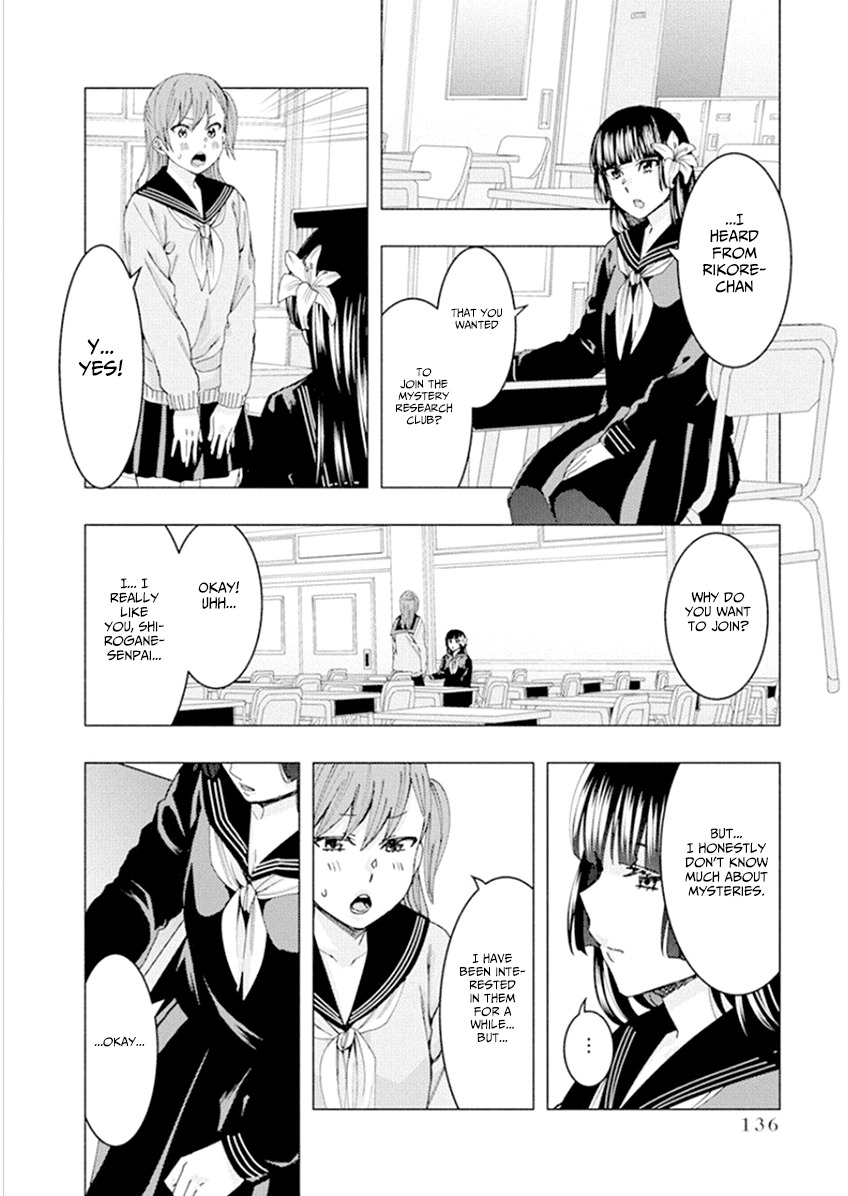 ...I
HEARD
FROM
RIKORE-
CHAN
THAT YOU
WANTED
TO
JOIN THE
MYSTERY
RESEARCH
CLUB?
Y...
YES!
WHY DO
YOU WANT
TO JOIN?
OKAY!
UHH...
I... I
REALLY
LIKE
YOU, SHI-
ROGANE-
SENPAI...
BUT...
I HONESTLY
DON'T KNOW
MUCH ABOUT
MYSTERIES.
...
I HAVE
BEEN INTE-
RESTED
IN THEM
FOR A
WHILE...
BUT...
...OKAY...
136